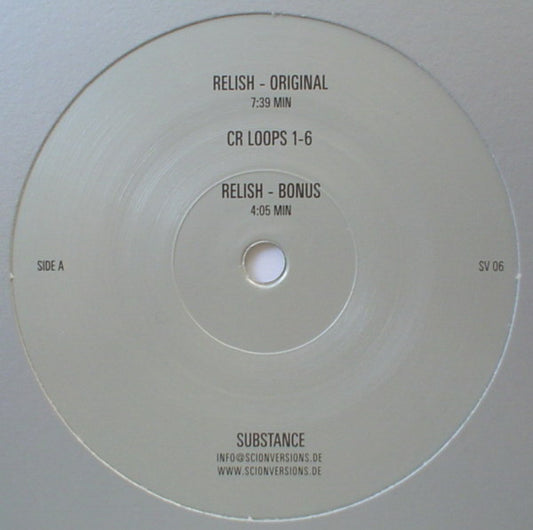 RELISH - ORIGINAL
7:39 MIN
CR LOOPS 1-6
RELISH - BONUS
4:05 MIN
SIDE A
SV 06
SUBSTANCE
INFO@SCIONVERSIONS.DE
WWW.SCIONVERSIONS.DE